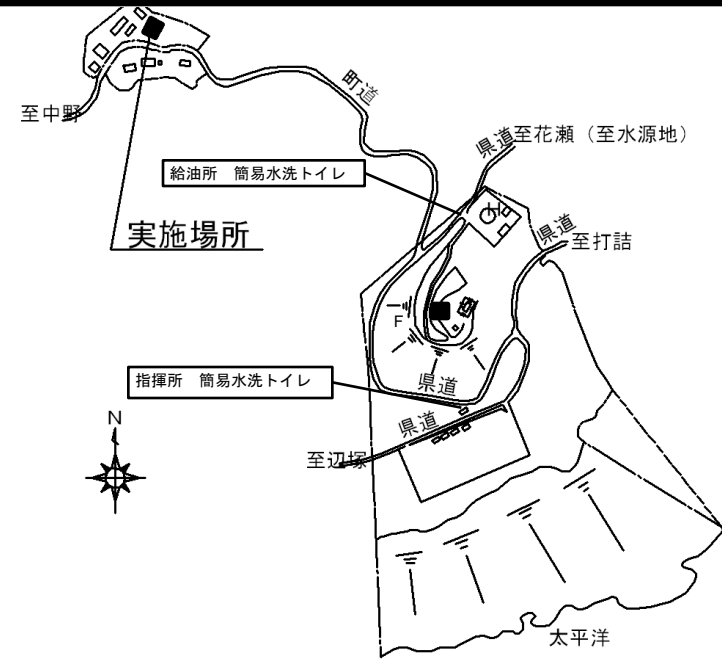 町道
至中野
県道
至花瀬（至水源地）
給油所　簡易水洗トイレ
H
実施場所
県道
至打詰
F
指揮所　簡易水洗トイレ
県道
県道
N
至辺塚
太平洋